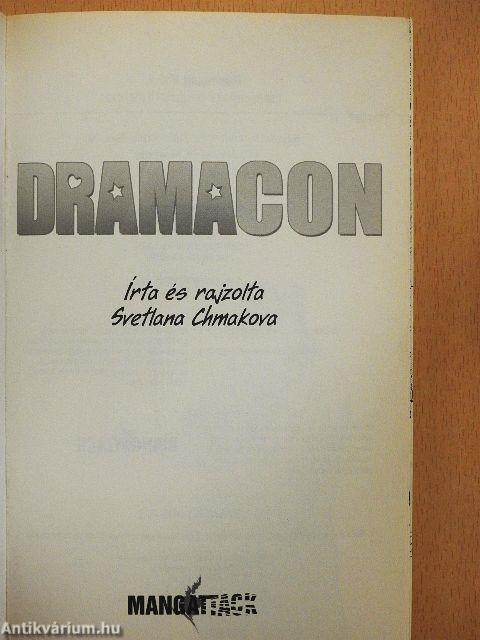 DRAMACON
Írta és rajzolta
Svetlana Chmakova
MANGATTACK
Antikvárium.hu